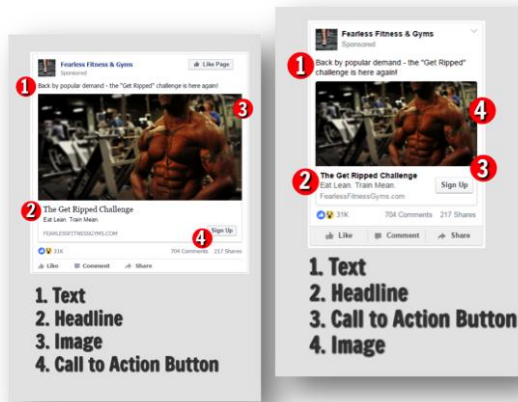 Fearless Fitness & Gyms
Sponsored
Like Page
1
Back by popular demand - the "Get Ripped" challenge is here again!
3
2
The Get Ripped Challenge
Eat Lean. Train Mean.
FEARLESSFITNESSGYMS.COM
Sign Up
4
31K
704 Comments 217 Shares
Like Comment Share
1. Text
2. Headline
3. Image
4. Call to Action Button
Fearless Fitness & Gyms
Sponsored
1
Back by popular demand - the "Get Ripped"
challenge is here again!
4
3
2
The Get Ripped Challenge
Eat Lean. Train Mean.
FearlessFitnessGyms.com
Sign Up
31K
704 Comments 217 Shares
Like Comment Share
1. Text
2. Headline
3. Call to Action Button
4. Image